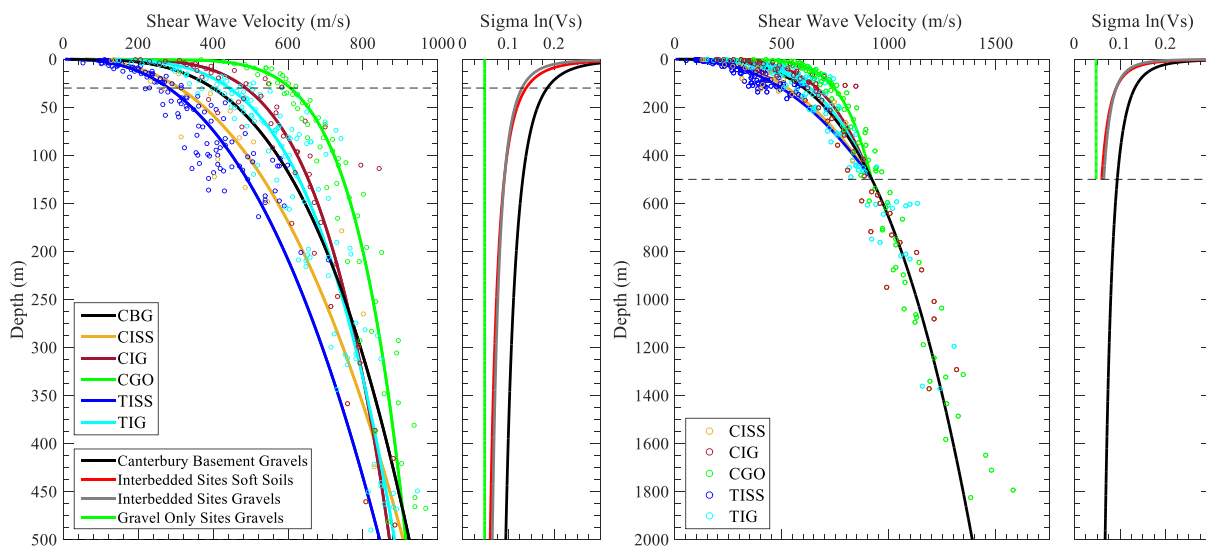 Shear Wave Velocity (m/s)
0 200 400 600 800 1000
Depth (m)
0
50
100
150
200
250
300
350
400
450
500
CBG
CISS
CIG
CGO
TISS
TIG
Canterbury Basement Gravels
Interbedded Sites Soft Soils
Interbedded Sites Gravels
Gravel Only Sites Gravels
Sigma ln(Vs)
0 0.1 0.2
Shear Wave Velocity (m/s)
0 500 1000 1500
Depth (m)
0
200
400
600
800
1000
1200
1400
1600
1800
2000
CISS
CIG
CGO
TISS
TIG
Sigma ln(Vs)
0 0.1 0.2